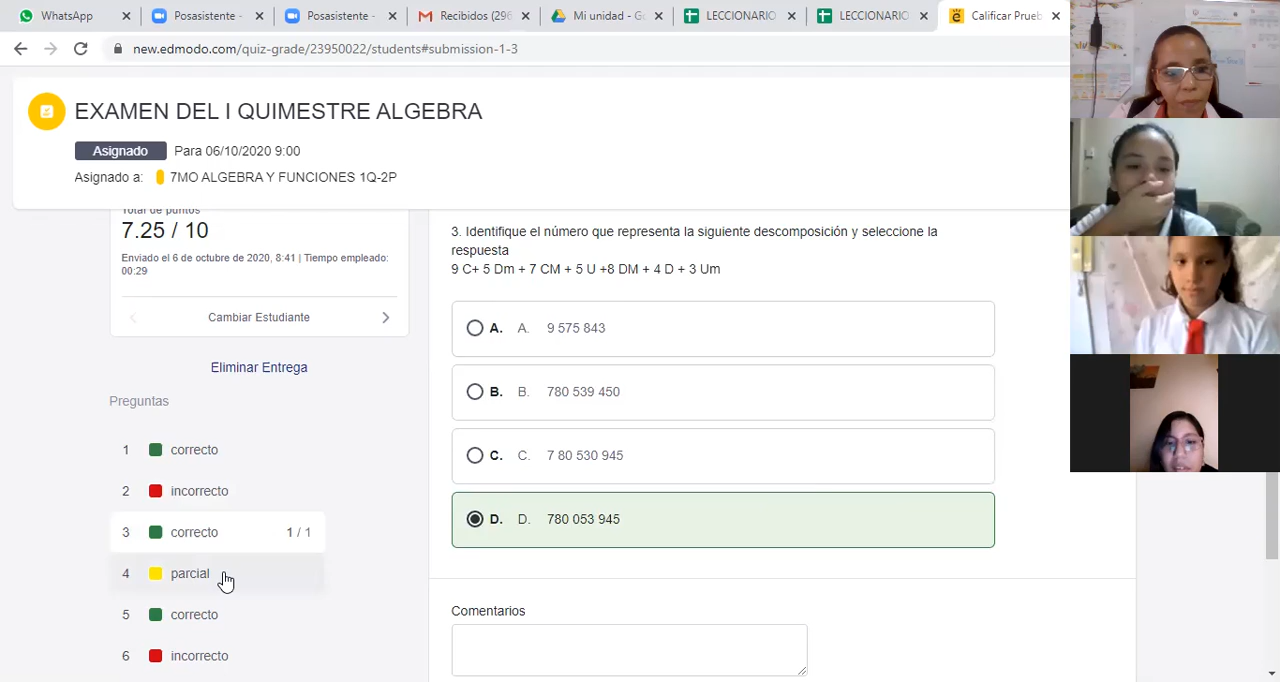 WhatsApp
Posasistente
Posasistente
Recibidos (296
Mi unidad - Go
LECCIONARIO
LECCIONARIO
Calificar Prueb
new.edmodo.com/quiz-grade/23950022/students#submission-1-3
EXAMEN DEL I QUIMESTRE ALGEBRA
Asignado Para 06/10/2020 9:00
Asignado a: 7MO ALGEBRA Y FUNCIONES 1Q-2P
Total de puntos
7.25 / 10
Enviado el 6 de octubre de 2020, 8:41 | Tiempo empleado:
00:29
Cambiar Estudiante
Eliminar Entrega
Preguntas
1 correcto
2 incorrecto
3 correcto 1 / 1
4 parcial
5 correcto
6 incorrecto
3. Identifique el número que representa la siguiente descomposición y seleccione la
respuesta
9 C+ 5 Dm + 7 CM + 5 U +8 DM + 4 D + 3 Um
A. A. 9 575 843
B. B. 780 539 450
C. C. 7 80 530 945
D. D. 780 053 945
Comentarios